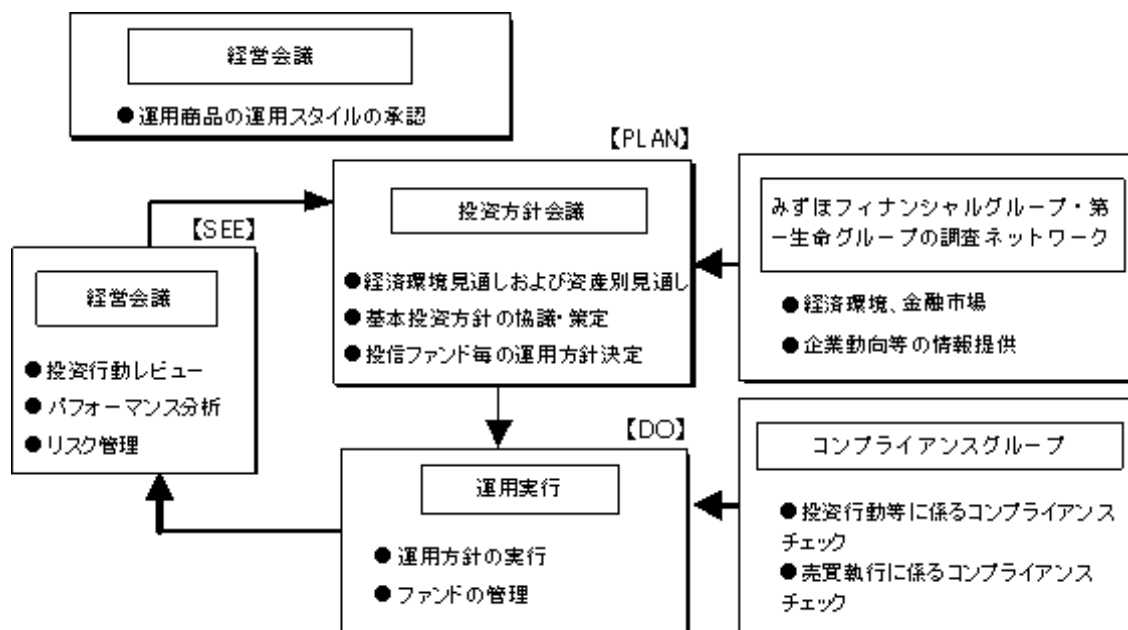 経営会議
●運用商品の運用スタイルの承認
【PLAN】
投資方針会議
●経済環境見通しおよび資産別見通し
●基本投資方針の協議・策定
●投信ファンド毎の運用方針決定
みずほフィナンシャルグループ・第
一生命グループの調査ネットワーク
●経済環境、金融市場
●企業動向等の情報提供
【SEE】
経営会議
●投資行動レビュー
●パフォーマンス分析
●リスク管理
【DO】
運用実行
●運用方針の実行
●ファンドの管理
コンプライアンスグループ
●投資行動等に係るコンプライアンス
チェック
●売買執行に係るコンプライアンス
チェック